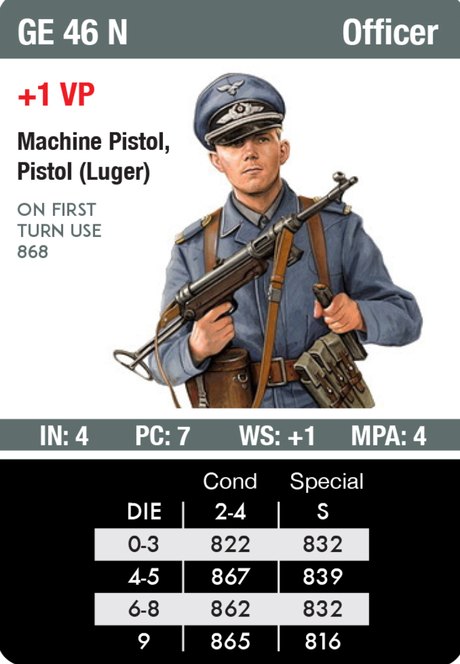 GE 46 N Officer
+1 VP
Machine Pistol,
Pistol (Luger)
ON FIRST
TURN USE
868
IN: 4 PC: 7 WS: +1 MPA: 4
Cond Special
DIE 2-4 S
0-3 822 832
4-5 867 839
6-8 862 832
9 865 816